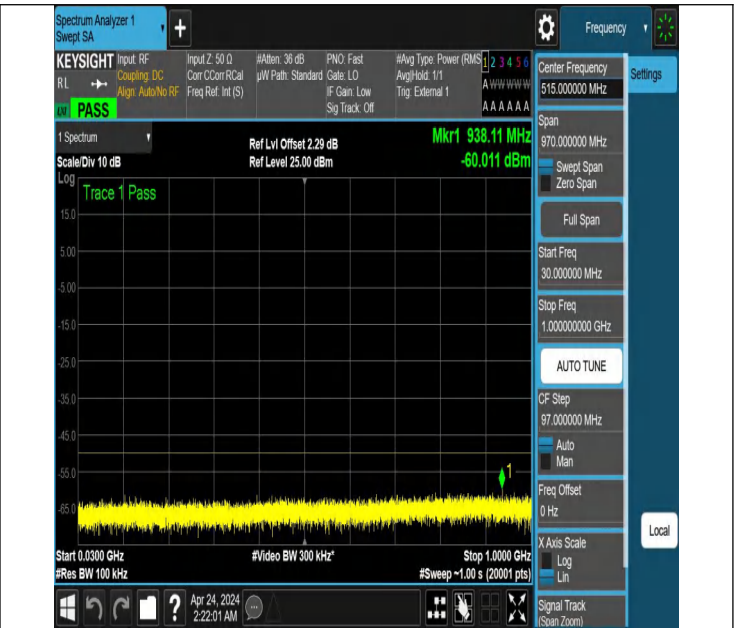 Spectrum Analyzer 1
Swept SA
+
Frequency
KEYSIGHT
RL
PASS
Input: RF
Coupling: DC
Align: Auto/No RF
Input Z: 50 Ω
Corr CCorr RCal
Freq Ref: Int (S)
#Atten: 36 dB
µW Path: Standard
PNO: Fast
Gate: LO
IF Gain: Low
Sig Track: Off
#Avg Type: Power (RMS
Avg|Hold: 1/1
Trig: External 1
1 2 3 4 5 6
A W W W W W
A A A A A A
Center Frequency
515.000000 MHz
Settings
1 Spectrum
Scale/Div 10 dB
Ref Lvl Offset 2.29 dB
Ref Level 25.00 dBm
Mkr1 938.11 MHz
-60.011 dBm
Log
Trace 1 Pass
15.0
5.00
-5.00
-15.0
-25.0
-35.0
-45.0
-55.0
-65.0
1
Start 0.0300 GHz
#Res BW 100 kHz
#Video BW 300 kHz*
Stop 1.0000 GHz
#Sweep ~1.00 s (20001 pts)
Span
970.000000 MHz
Swept Span
Zero Span
Full Span
Start Freq
30.000000 MHz
Stop Freq
1.000000000 GHz
AUTO TUNE
CF Step
97.000000 MHz
Auto
Man
Freq Offset
0 Hz
X Axis Scale
Log
Lin
Local
Signal Track
(Span Zoom)
?
Apr 24, 2024
2:22:01 AM